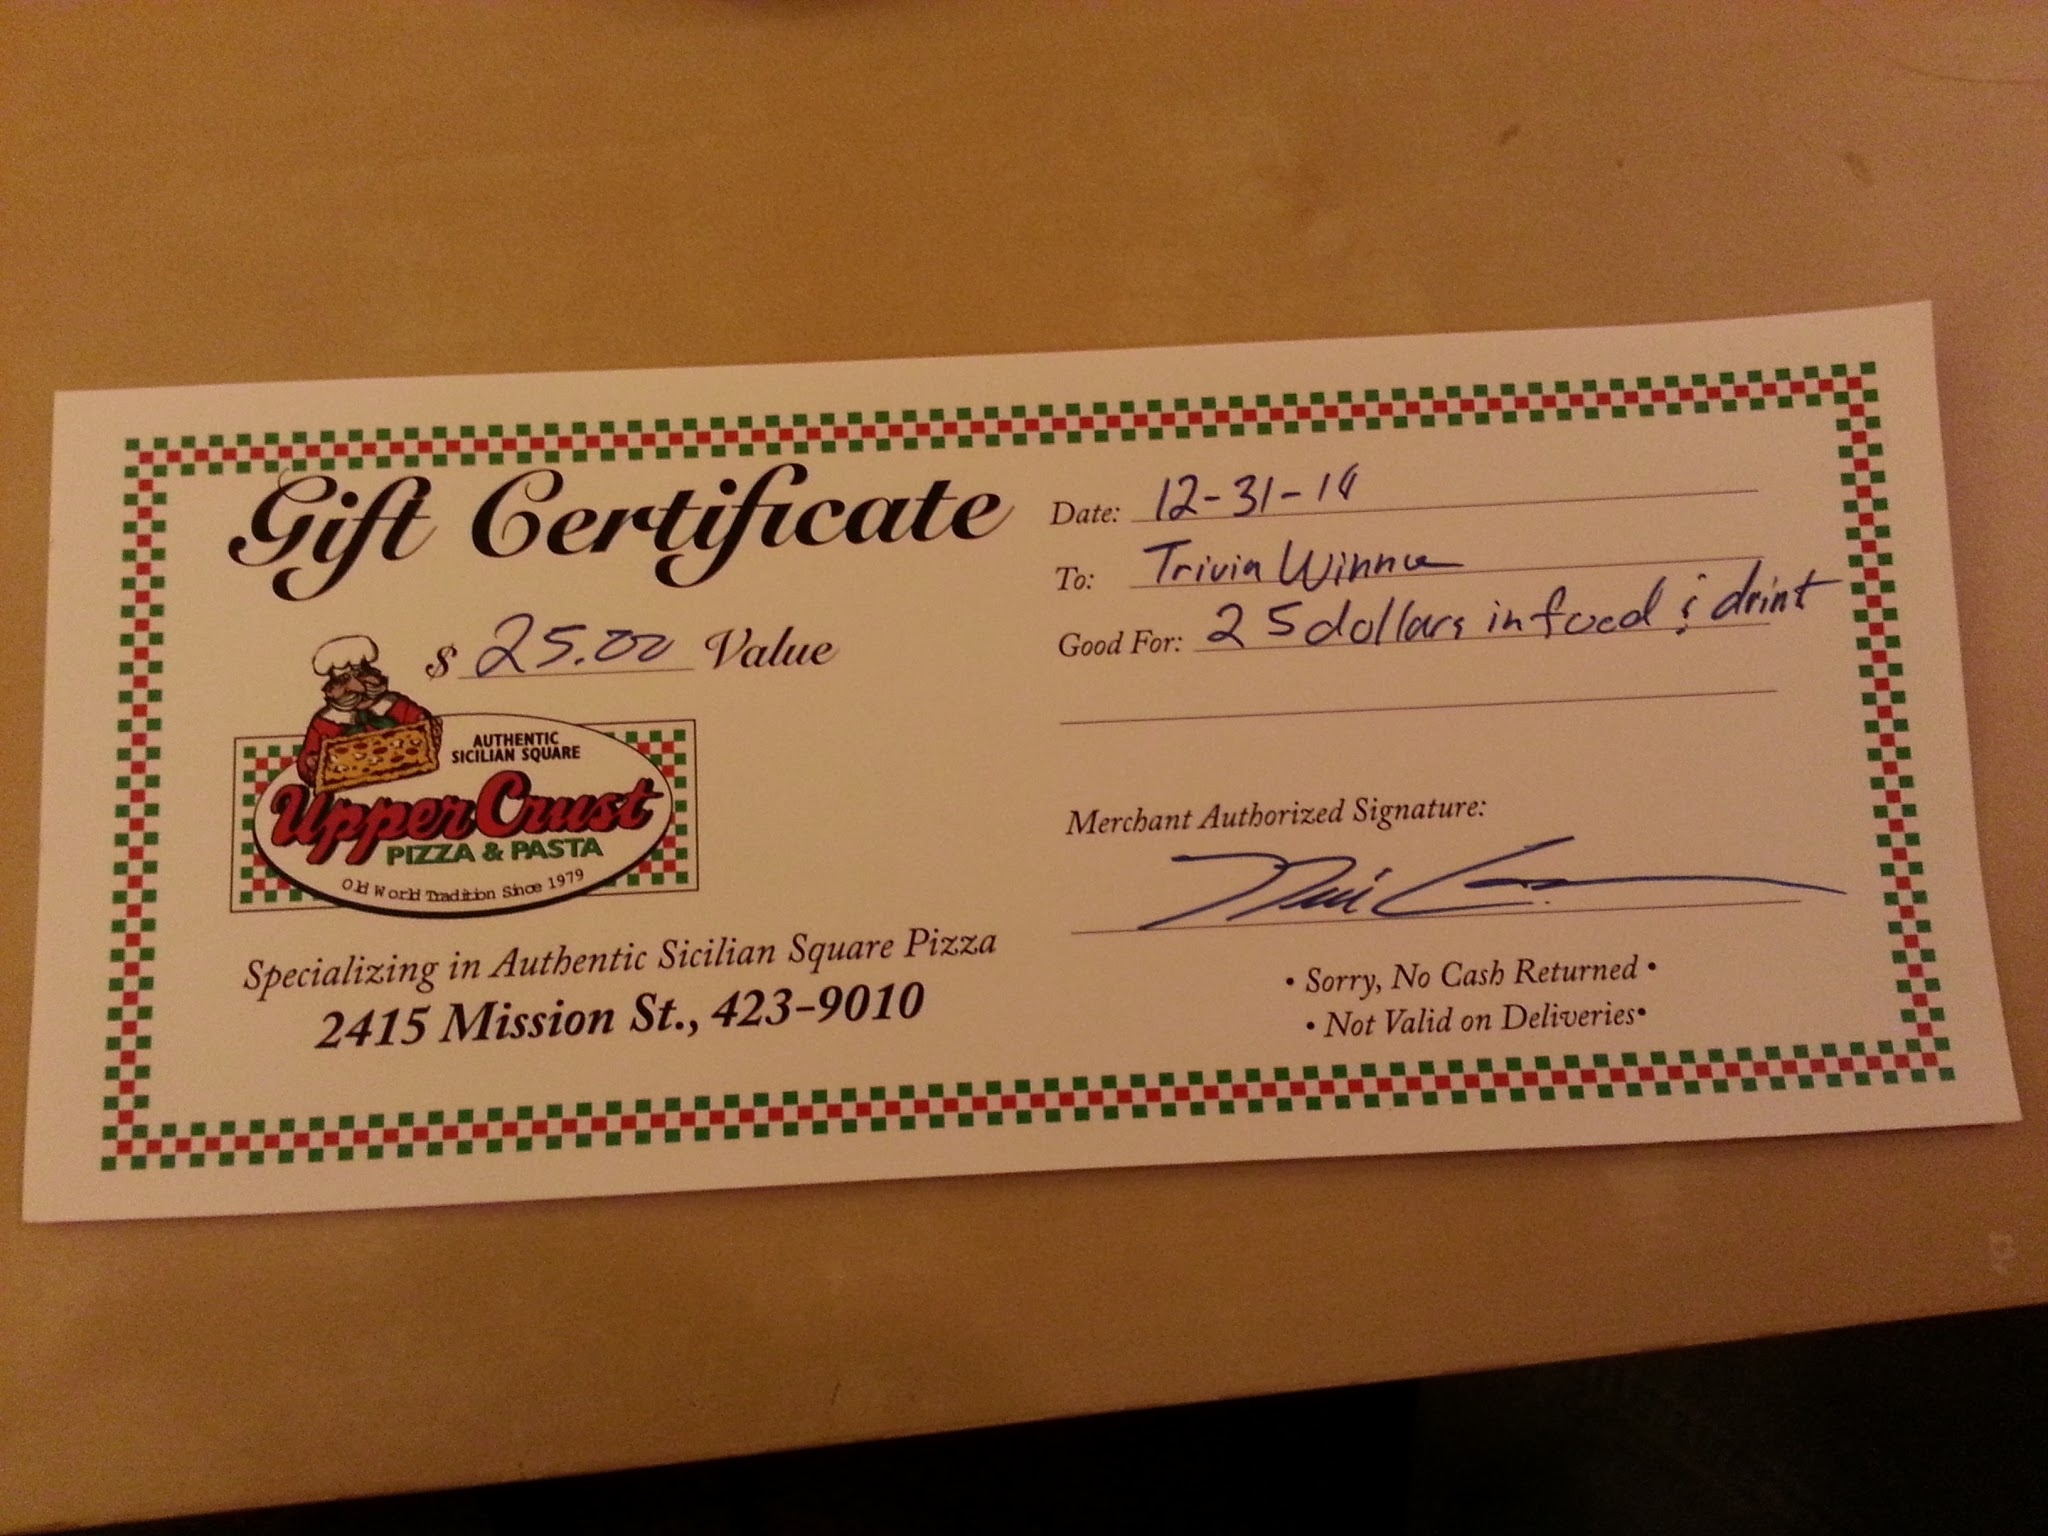 Gift Certificate
$ 25.00 Value
AUTHENTIC
SICILIAN SQUARE
Upper Crust
PIZZA & PASTA
Old World Tradition Since 1979
Specializing in Authentic Sicilian Square Pizza
2415 Mission St., 423-9010
Date: 12-31-14
To: Trivia Winner
Good For: 25 dollars in food & drink
Merchant Authorized Signature:
• Sorry, No Cash Returned •
• Not Valid on Deliveries•